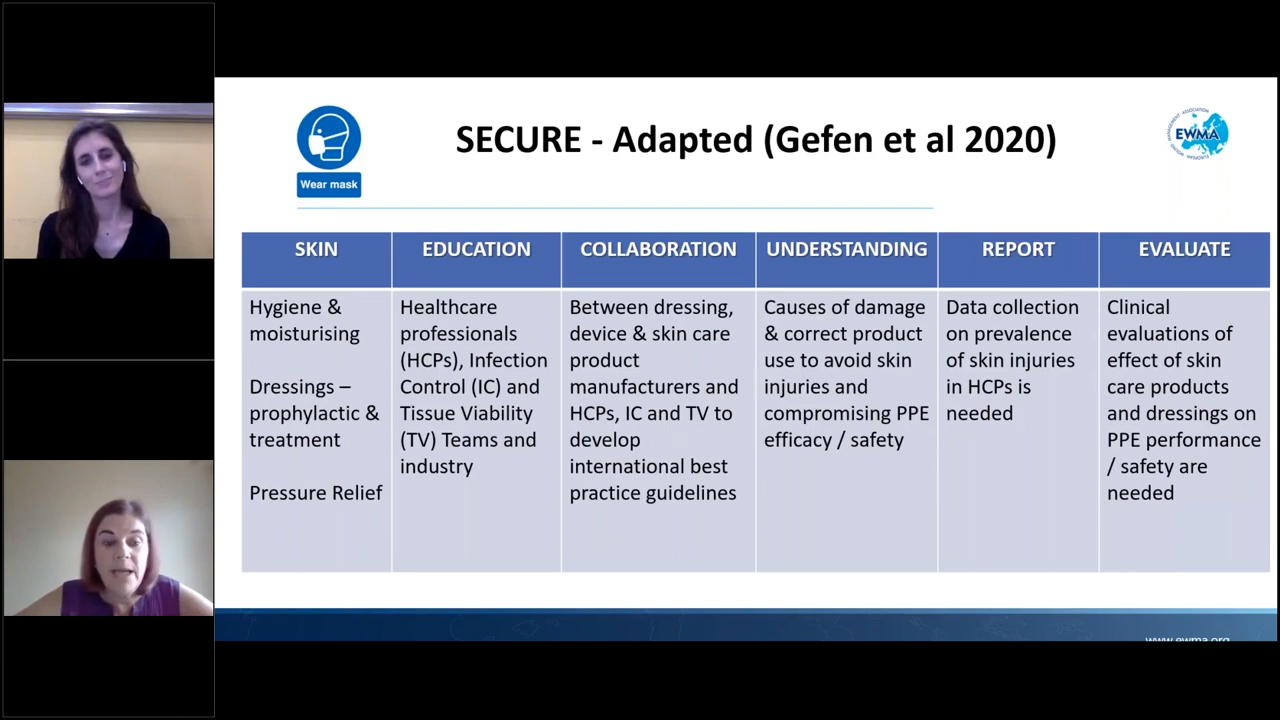 SECURE - Adapted (Gefen et al 2020)
Wear mask
EWMA
SKIN
Hygiene &
moisturising
Dressings –
prophylactic &
treatment
Pressure Relief
EDUCATION
Healthcare
professionals
(HCPs), Infection
Control (IC) and
Tissue Viability
(TV) Teams and
industry
COLLABORATION
Between dressing,
device & skin care
product
manufacturers and
HCPs, IC and TV to
develop
international best
practice guidelines
UNDERSTANDING
Causes of damage
& correct product
use to avoid skin
injuries and
compromising PPE
efficacy / safety
REPORT
Data collection
on prevalence
of skin injuries
in HCPs is
needed
EVALUATE
Clinical
evaluations of
effect of skin
care products
and dressings on
PPE performance
/ safety are
needed
www.ewma.org